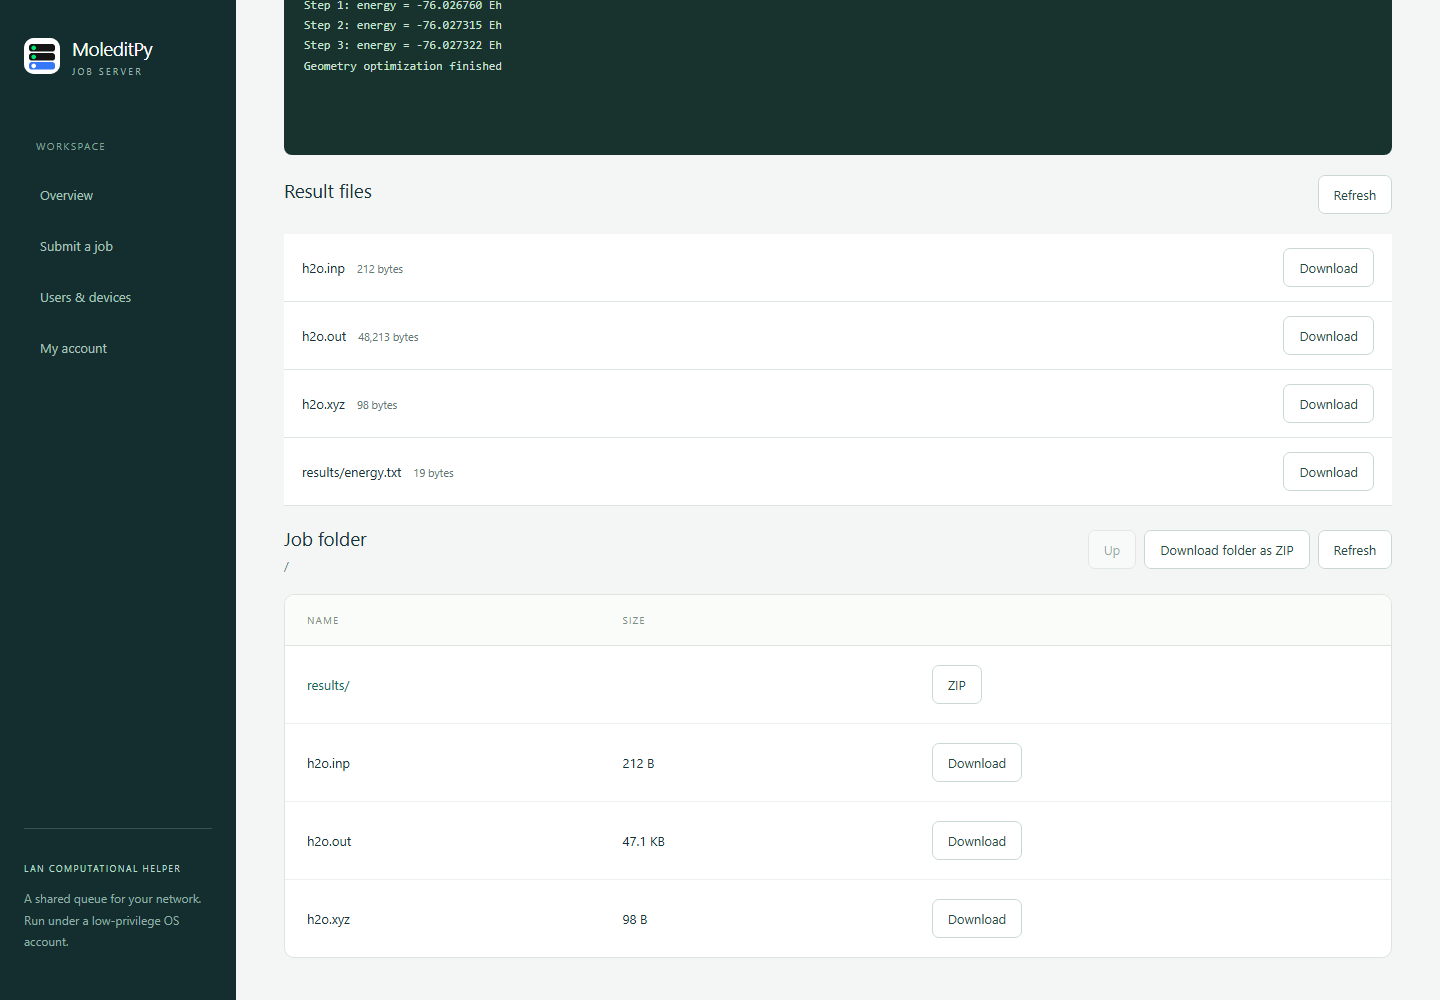 MoleditPy
JOB SERVER
WORKSPACE
Overview
Submit a job
Users & devices
My account
LAN COMPUTATIONAL HELPER
A shared queue for your network.
Run under a low-privilege OS
account.
Step 1: energy = -76.026760 Eh
Step 2: energy = -76.027315 Eh
Step 3: energy = -76.027322 Eh
Geometry optimization finished
Result files
Refresh
h2o.inp 212 bytes Download
h2o.out 48,213 bytes Download
h2o.xyz 98 bytes Download
results/energy.txt 19 bytes Download
Job folder
/
Up Download folder as ZIP Refresh
NAME SIZE
results/ ZIP
h2o.inp 212 B Download
h2o.out 47.1 KB Download
h2o.xyz 98 B Download